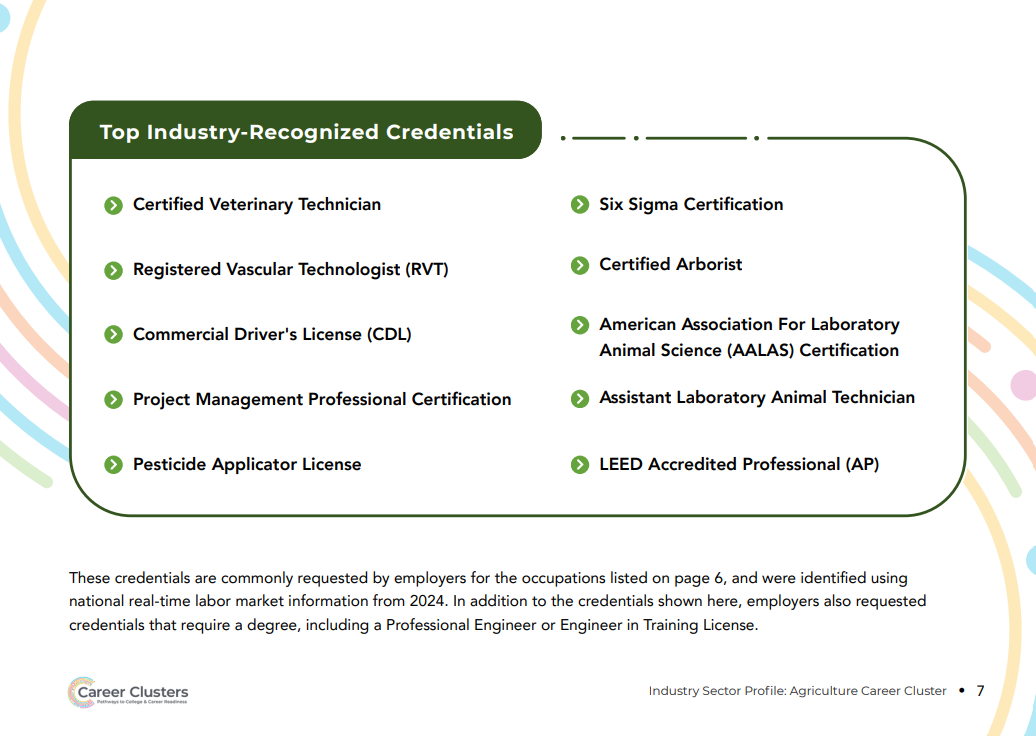 Top Industry-Recognized Credentials
Certified Veterinary Technician
Registered Vascular Technologist (RVT)
Commercial Driver's License (CDL)
Project Management Professional Certification
Pesticide Applicator License
Six Sigma Certification
Certified Arborist
American Association For Laboratory
Animal Science (AALAS) Certification
Assistant Laboratory Animal Technician
LEED Accredited Professional (AP)
These credentials are commonly requested by employers for the occupations listed on page 6, and were identified using
national real-time labor market information from 2024. In addition to the credentials shown here, employers also requested
credentials that require a degree, including a Professional Engineer or Engineer in Training License.
Career Clusters
Pathways to College & Career Readiness
Industry Sector Profile: Agriculture Career Cluster • 7